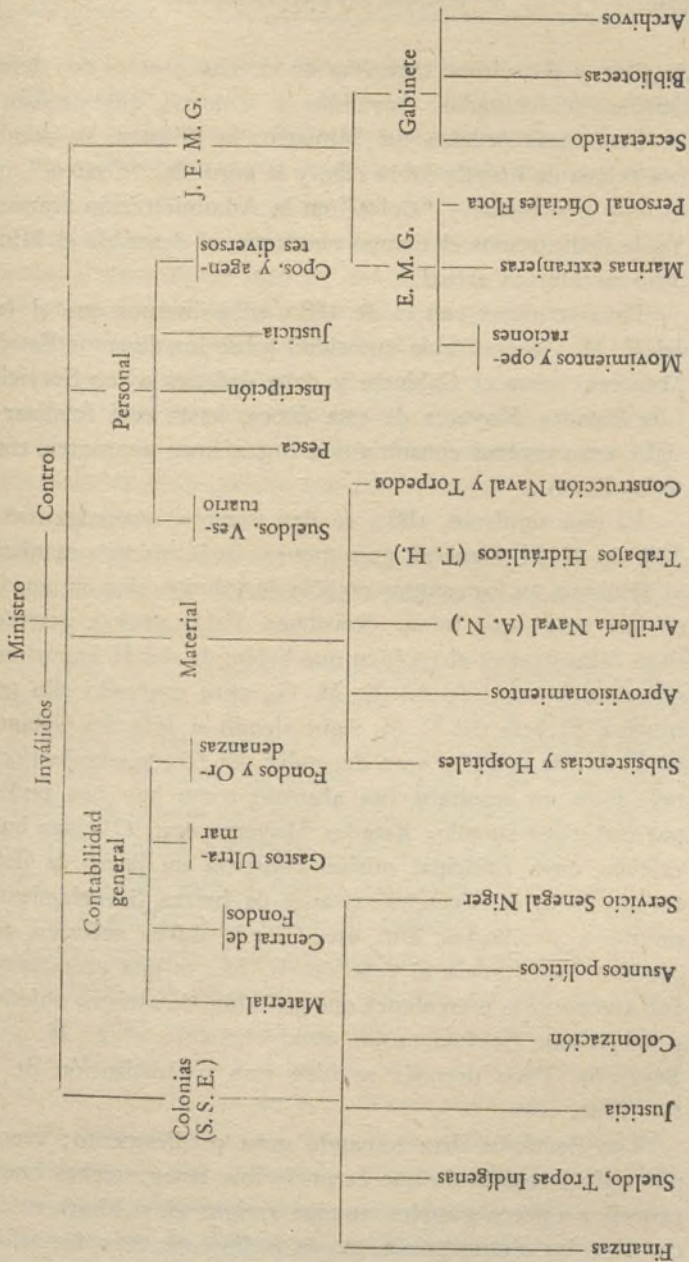 Ministro
Inválidos
Control
Colonias
(S. S. E.)
Contabilidad
general
Material
Personal
J. E. M. G.
Finanzas
Sueldo, Tropas Indígenas
Justicia
Colonización
Asuntos políticos
Servicio Senegal Niger
Material
Central de
Fondos
Gastos Ultra-
mar
Fondos y Or-
denanzas
Subsistencias y Hospitales
Aprovisionamientos
Artillería Naval (A. N.)
Trabajos Hidráulicos (T. H.)
Construcción Naval y Torpedos
Sueldos. Ves-
tuario
Pesca
Inscripción
Justicia
Cpos. y agen-
tes diversos
E. M. G.
Movimientos y ope-
raciones
Marinas extranjeras
Personal Oficiales Flota
Gabinete
Secretariado
Bibliotecas
Archivos